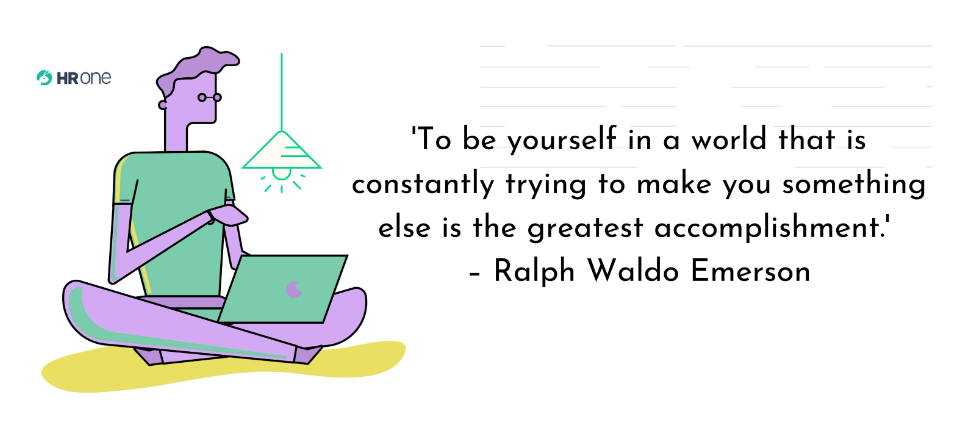 HRONE
'To be yourself in a world that is
constantly trying to make you something
else is the greatest accomplishment.'
– Ralph Waldo Emerson